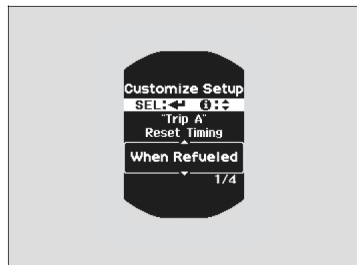 Customize Setup
SEL:↵ ℹ:⬍
"Trip A"
Reset Timing
When Refueled
1/4